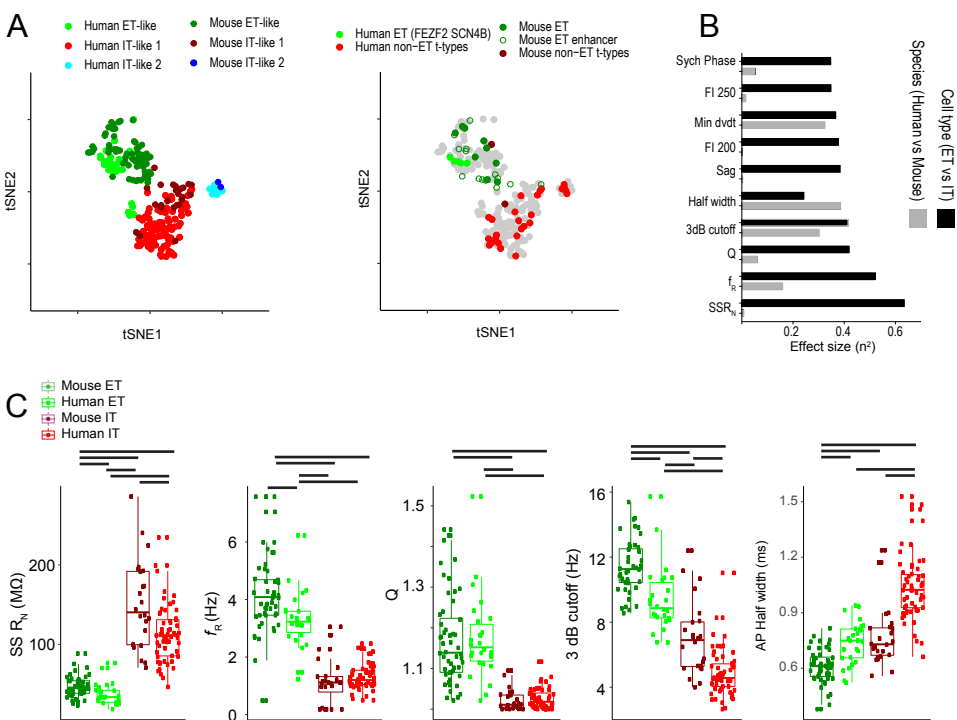 A
Human ET-like
Mouse ET-like
Human IT-like 1
Mouse IT-like 1
Human IT-like 2
Mouse IT-like 2
tSNE2
tSNE1
Human ET (FEZF2 SCN4B)
Human non-ET t-types
Mouse ET
Mouse ET enhancer
Mouse non-ET t-types
tSNE2
tSNE1
B
Sych Phase
FI 250
Min dvdt
FI 200
Sag
Half width
3dB cutoff
Q
fR
SSRN
0.2 0.4 0.6
Effect size (n²)
Cell type (ET vs IT)
Species (Human vs Mouse)
C
Mouse ET
Human ET
Mouse IT
Human IT
SS RN (MΩ)
200
100
fR (Hz)
6
4
2
0
Q
1.5
1.3
1.1
3 dB cutoff (Hz)
16
12
8
4
AP Half width (ms)
1.5
1.2
0.9
0.6